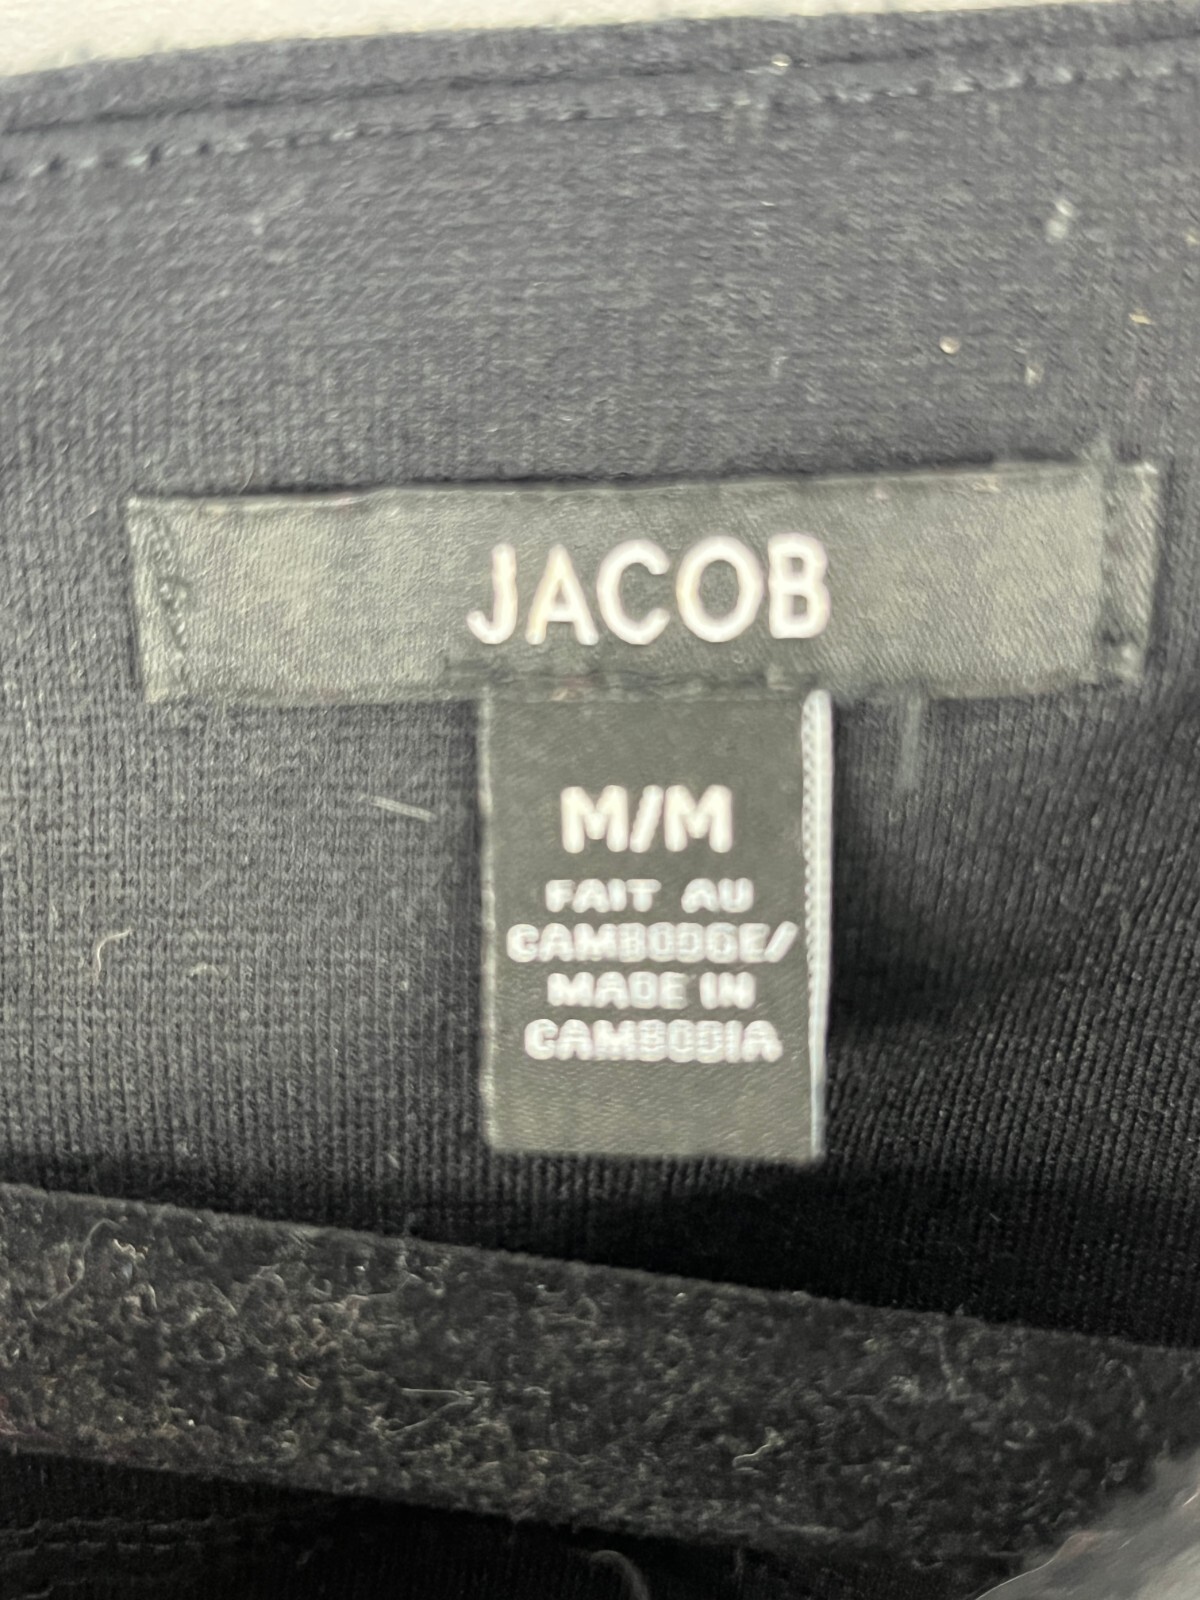 JACOB
M/M
FAIT AU
CAMBODGE/
MADE IN
CAMBODIA